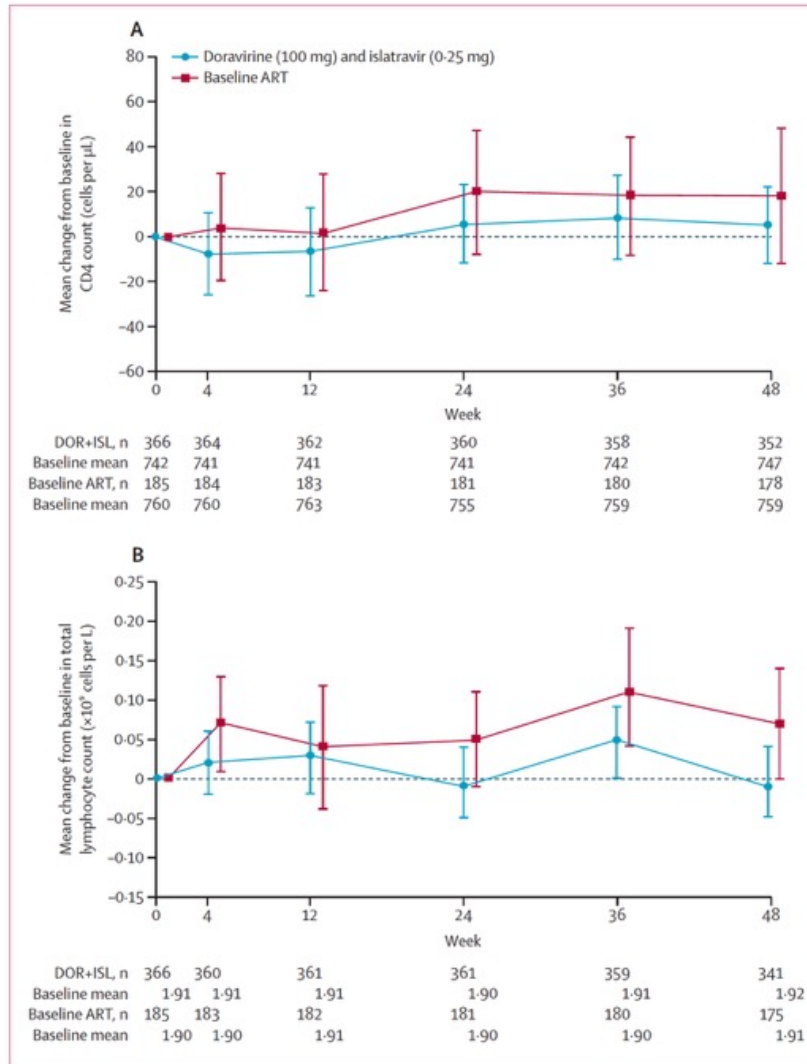 A
Doravirine (100 mg) and islatravir (0·25 mg)
Baseline ART
Mean change from baseline in
CD4 count (cells per μL)
80
60
40
20
0
−20
−40
−60
0 4 12 24 36 48
Week
DOR+ISL, n 366 364 362 360 358 352
Baseline mean 742 741 741 741 742 747
Baseline ART, n 185 184 183 181 180 178
Baseline mean 760 760 763 755 759 759
B
Mean change from baseline in total
lymphocyte count (×10⁹ cells per L)
0·25
0·20
0·15
0·10
0·05
0
−0·05
−0·10
−0·15
0 4 12 24 36 48
Week
DOR+ISL, n 366 360 361 361 359 341
Baseline mean 1·91 1·91 1·91 1·90 1·91 1·92
Baseline ART, n 185 183 182 181 180 175
Baseline mean 1·90 1·90 1·91 1·90 1·90 1·91